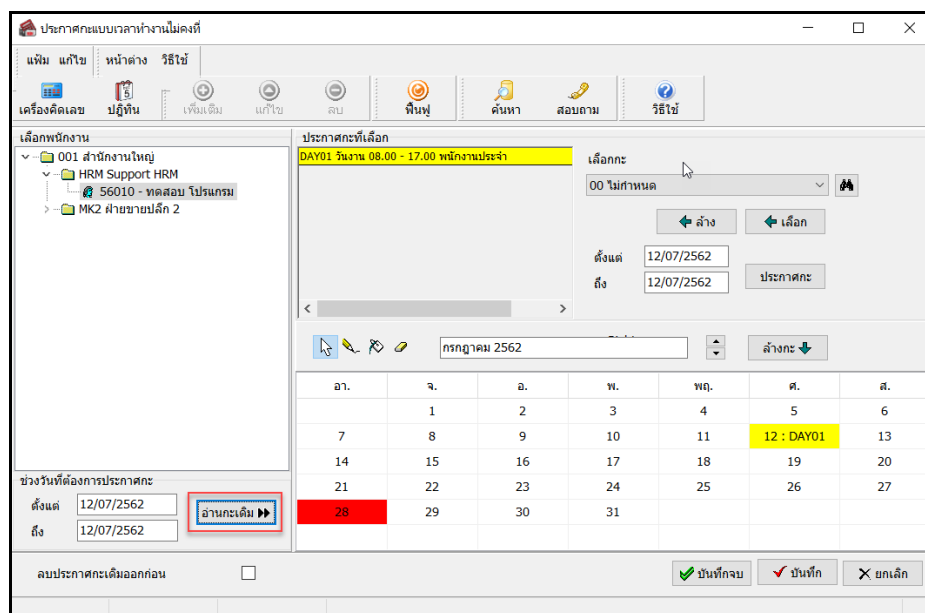 ประกาศกะแบบเวลาทำงานไม่คงที่
แฟ้ม แก้ไข หน้าต่าง วิธีใช้
เครื่องคิดเลข ปฏิทิน เพิ่มเติม แก้ไข ลบ ฟื้นฟู ค้นหา สอบถาม วิธีใช้
เลือกพนักงาน
001 สำนักงานใหญ่
HRM Support HRM
56010 - ทดสอบ โปรแกรม
MK2 ฝ่ายขายปลีก 2
ประกาศกะที่เลือก
DAY01 วันงาน 08.00 - 17.00 พนักงานประจำ
เลือกกะ
00 ไม่กำหนด
ล้าง เลือก
ตั้งแต่ 12/07/2562
ถึง 12/07/2562 ประกาศกะ
กรกฎาคม 2562 ล้างกะ
อา. จ. อ. พ. พฤ. ศ. ส.
1 2 3 4 5 6
7 8 9 10 11 12 : DAY01 13
14 15 16 17 18 19 20
21 22 23 24 25 26 27
28 29 30 31
ช่วงวันที่ต้องการประกาศกะ
ตั้งแต่ 12/07/2562 อ่านกะเดิม
ถึง 12/07/2562
ลบประกาศกะเดิมออกก่อน
บันทึกจบ บันทึก ยกเลิก